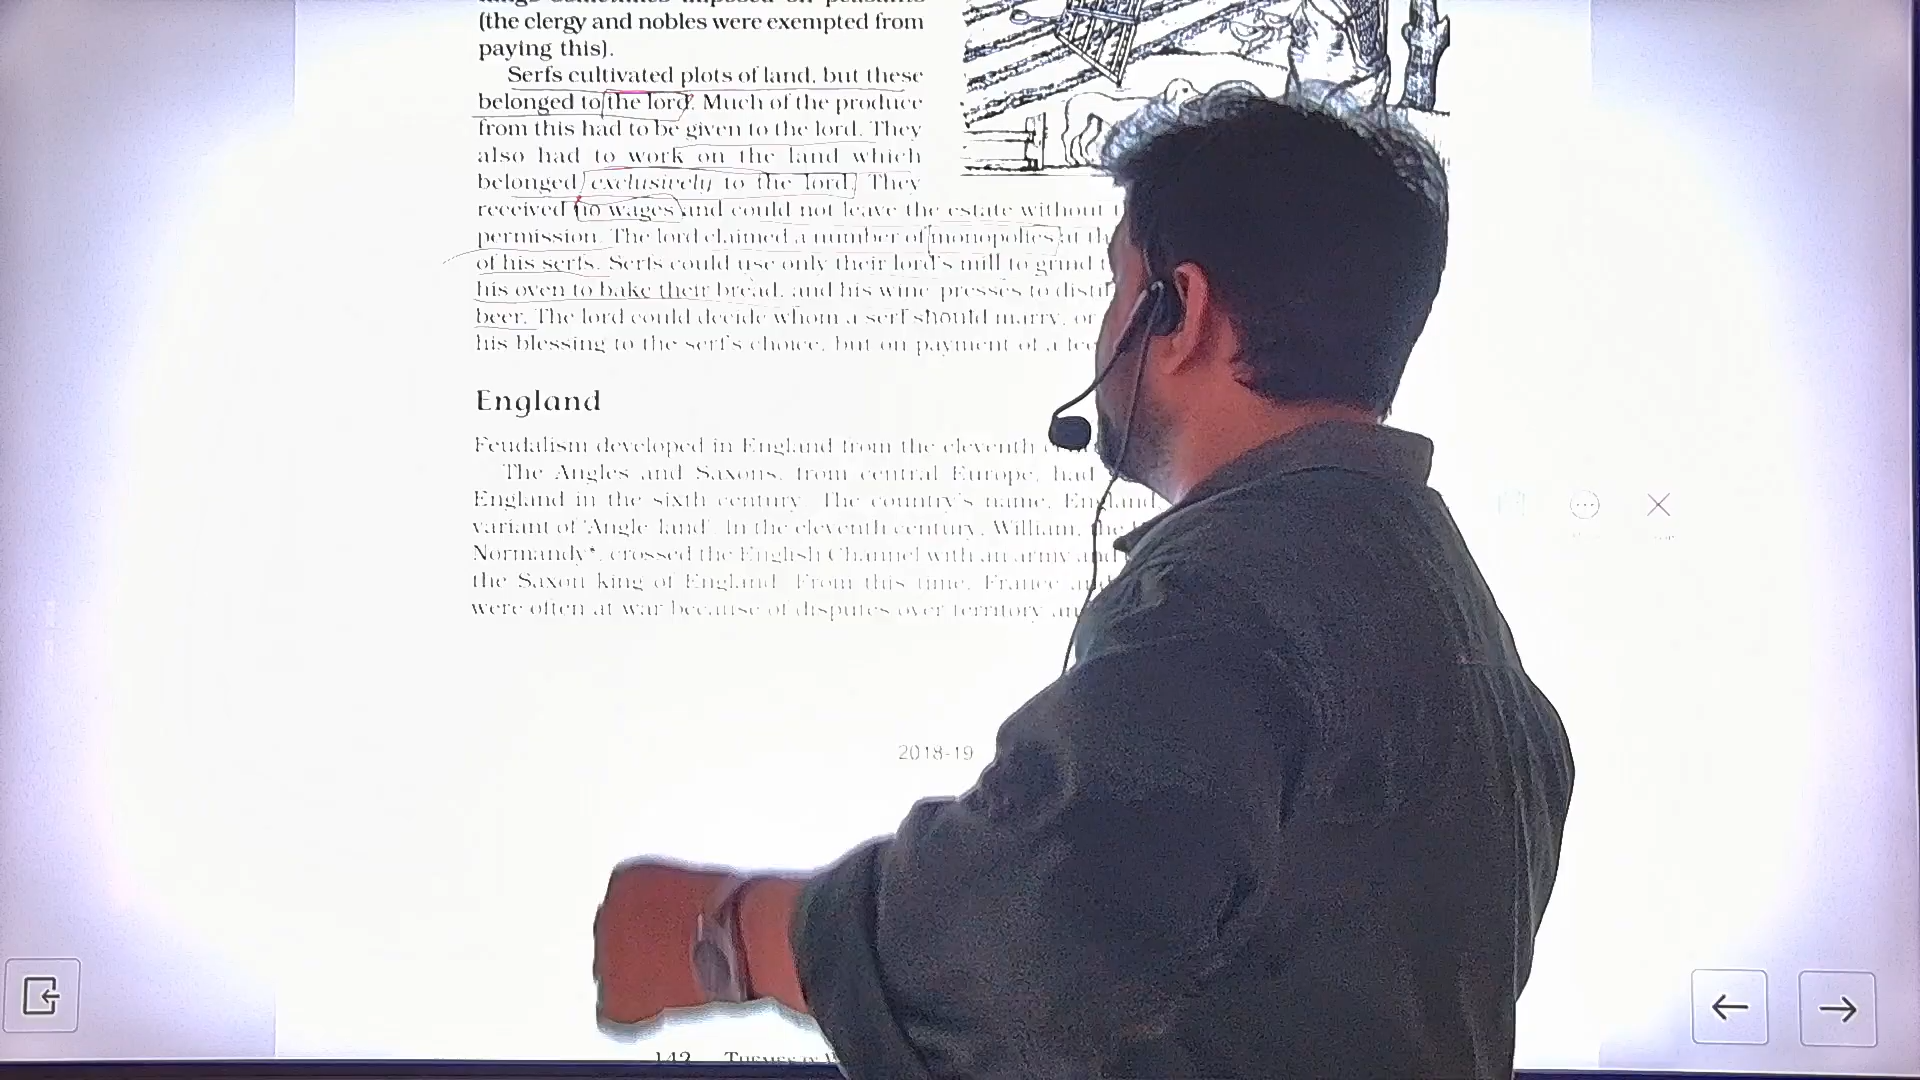 (the clergy and nobles were exempted from
paying this).
Serfs cultivated plots of land, but these
belonged to the lord. Much of the produce
from this had to be given to the lord. They
also had to work on the land which
belonged exclusively to the lord. They
received no wages and could not leave the estate without
permission. The lord claimed a number of monopolies at
of his serfs. Serfs could use only their lord's mill to grind
his oven to bake their bread, and his wine-presses to distil
beer. The lord could decide whom a serf should marry, or
his blessing to the serf's choice, but on payment of a fee
England
Feudalism developed in England from the eleventh
The Angles and Saxons, from central Europe, had
England in the sixth century. The country's name, England
variant of 'Angle-land'. In the eleventh century, William, the
Normandy*, crossed the English Channel with an army and
the Saxon king of England. From this time, France and
were often at war because of disputes over territory
2018-19
142 THEMES IN